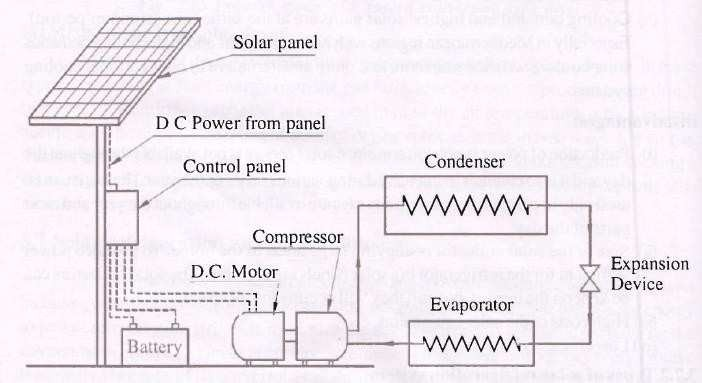 Solar panel
D C Power from panel
Control panel
Condenser
Compressor
Expansion
Device
D.C. Motor
Evaporator
Battery